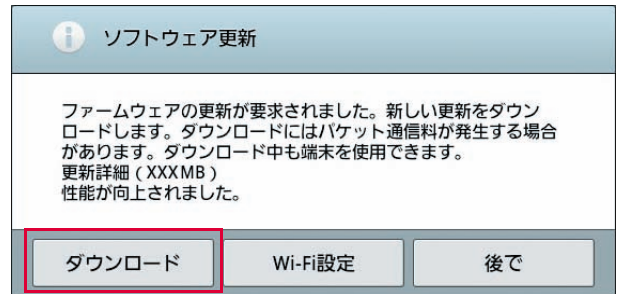 ソフトウェア更新
ファームウェアの更新が要求されました。新しい更新をダウン
ロードします。ダウンロードにはパケット通信料が発生する場合
があります。ダウンロード中も端末を使用できます。
更新詳細 ( XXXMB )
性能が向上されました。
ダウンロード
Wi-Fi設定
後で